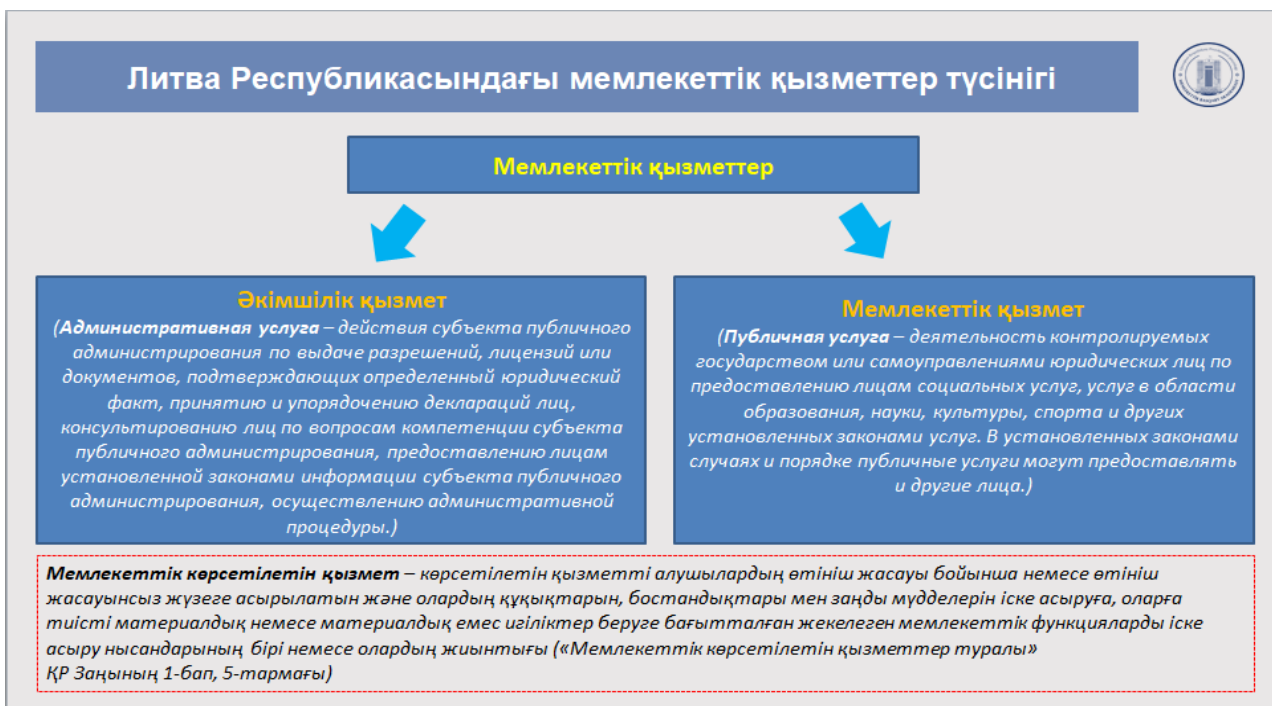 Литва Республикасындағы мемлекеттік қызметтер түсінігі
Мемлекеттік қызметтер
Әкімшілік қызмет
(Административная услуга – действия субъекта публичного
администрирования по выдаче разрешений, лицензий или
документов, подтверждающих определенный юридический
факт, принятию и упорядочению деклараций лиц,
консультированию лиц по вопросам компетенции субъекта
публичного администрирования, предоставлению лицам
установленной законами информации субъекта публичного
администрирования, осуществлению административной
процедуры.)
Мемлекеттік қызмет
(Публичная услуга – деятельность контролируемых
государством или самоуправлениями юридических лиц по
предоставлению лицам социальных услуг, услуг в области
образования, науки, культуры, спорта и других
установленных законами услуг. В установленных законами
случаях и порядке публичные услуги могут предоставлять
и другие лица.)
Мемлекеттік көрсетілетін қызмет – көрсетілетін қызметті алушылардың өтініш жасауы бойынша немесе өтініш
жасауынсыз жүзеге асырылатын және олардың құқықтарын, бостандықтары мен заңды мүдделерін іске асыруға, оларға
тиісті материалдық немесе материалдық емес игіліктер беруге бағытталған жекелеген мемлекеттік функцияларды іске
асыру нысандарының бірі немесе олардың жиынтығы («Мемлекеттік көрсетілетін қызметтер туралы»
ҚР Заңының 1-бап, 5-тармағы)